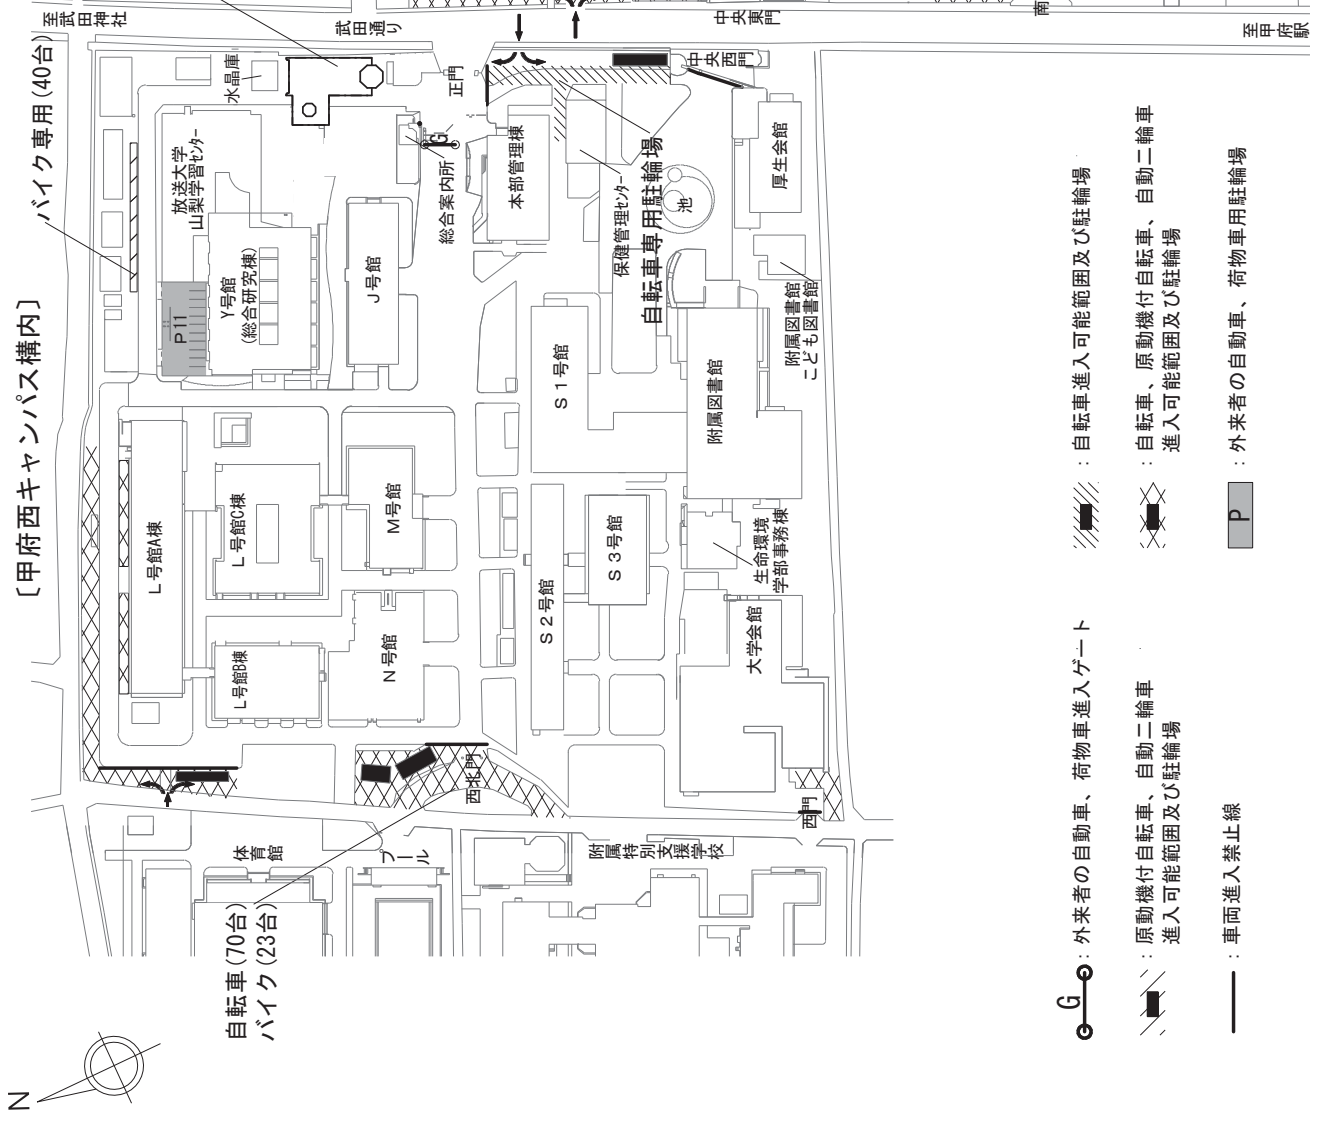 〔甲府西キャンパス構内〕
至武田神社
武田通り
中央東門
南
至甲府駅
バイク専用(40台)
水晶庫
正門
中央西門
放送大学
山梨学習センター
G
総合案内所
本部管理棟
保健管理センター
自転車専用駐輪場
池
厚生会館
P11
Y号館
(総合研究棟)
J号館
S1号館
附属図書館
附属図書館
こども図書館
L号館A棟
L号館C棟
M号館
S2号館
S3号館
生命環境
学部事務棟
L号館B棟
N号館
大学会館
西北門
西門
体育館
プール
附属特別支援学校
自転車(70台)
バイク(23台)
N
G
：外来者の自動車、荷物車進入ゲート
：原動機付自転車、自動二輪車
進入可能範囲及び駐輪場
：車両進入禁止線
：自転車進入可能範囲及び駐輪場
：自転車、原動機付自転車、自動二輪車
進入可能範囲及び駐輪場
P
：外来者の自動車、荷物車用駐輪場